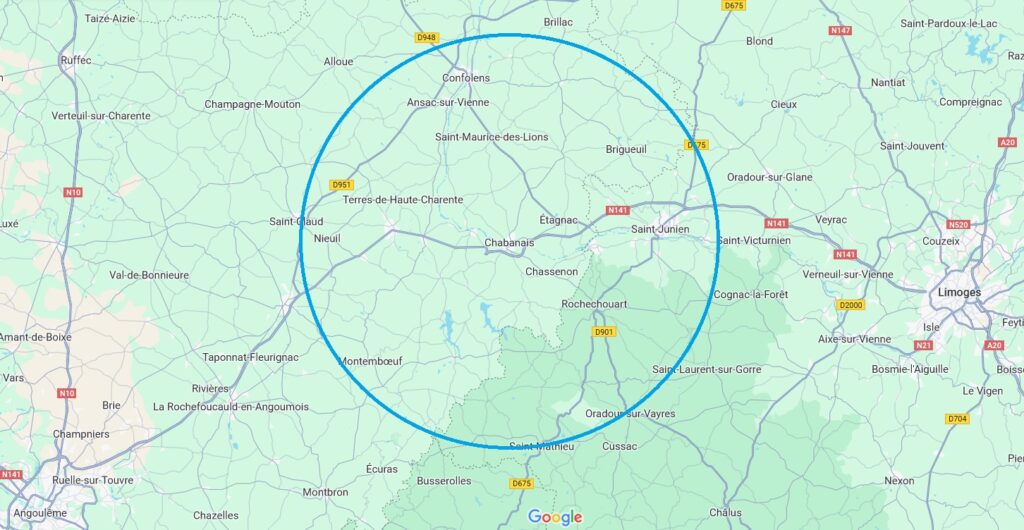 Taizé-Aizie
Brillac
D675
D948
N147
Saint-Pardoux le Lac
Blond
Ruffec
Alloue
Confolens
Nantiat
Champagne-Mouton
Ansac-sur-Vienne
Cieux
Compreignac
Verteuil-sur-Charente
Saint-Maurice-des-Lions
Brigueuil
D675
Saint-Jouvent
A20
Oradour-sur-Glane
N10
D951
Terres-de-Haute-Charente
Saint-Claud
Étagnac
N141
N141
Veyrac
N520
Luxé
Nieuil
Chabanais
Saint Junien
Saint-Victurnien
Couzeix
N141
Val-de-Bonnieure
Chassenon
Verneuil-sur-Vienne
Rochechouart
Cognac-la-Forêt
Limoges
D2000
Amant-de-Boixe
D901
Isle
Feyti
Aixe-sur-Vienne
N21
A20
Taponnat-Fleurignac
Montembœuf
Saint-Laurent-sur-Gorre
Bosmie-l'Aiguille
Boiss
Vars
Rivières
N10
Le Vigen
Brie
La Rochefoucauld-en-Angoumois
Oradour-sur-Vayres
D704
Champniers
Saint Mathieu
Cussac
N141
Écuras
Ruelle-sur-Touvre
Busserolles
D675
Nexon
Montbron
Angoulême
Chazelles
Google
Châlus